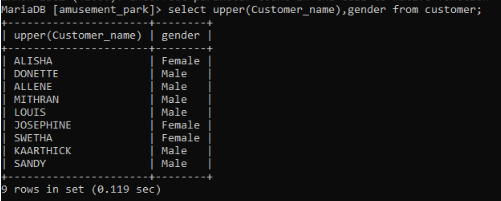 MariaDB [amusement_park]> select upper(Customer_name),gender from customer;
+----------------------+--------+
| upper(Customer_name) | gender |
+----------------------+--------+
| ALISHA               | Female |
| DONETTE              | Male   |
| ALLENE               | Male   |
| MITHRAN              | Male   |
| LOUIS                | Male   |
| JOSEPHINE            | Female |
| SWETHA               | Female |
| KAARTHICK            | Male   |
| SANDY                | Male   |
+----------------------+--------+
9 rows in set (0.119 sec)